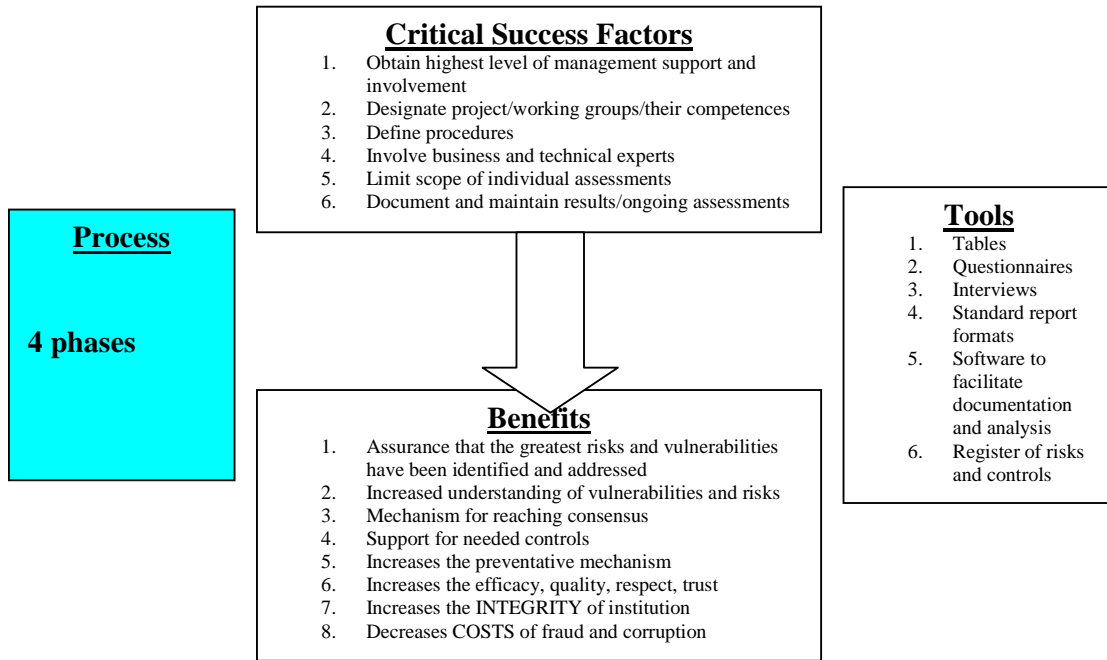 Critical Success Factors
1. Obtain highest level of management support and
involvement
2. Designate project/working groups/their competences
3. Define procedures
4. Involve business and technical experts
5. Limit scope of individual assessments
6. Document and maintain results/ongoing assessments
Process
4 phases
Tools
1. Tables
2. Questionnaires
3. Interviews
4. Standard report
formats
5. Software to
facilitate
documentation
and analysis
6. Register of risks
and controls
Benefits
1. Assurance that the greatest risks and vulnerabilities
have been identified and addressed
2. Increased understanding of vulnerabilities and risks
3. Mechanism for reaching consensus
4. Support for needed controls
5. Increases the preventative mechanism
6. Increases the efficacy, quality, respect, trust
7. Increases the INTEGRITY of institution
8. Decreases COSTS of fraud and corruption